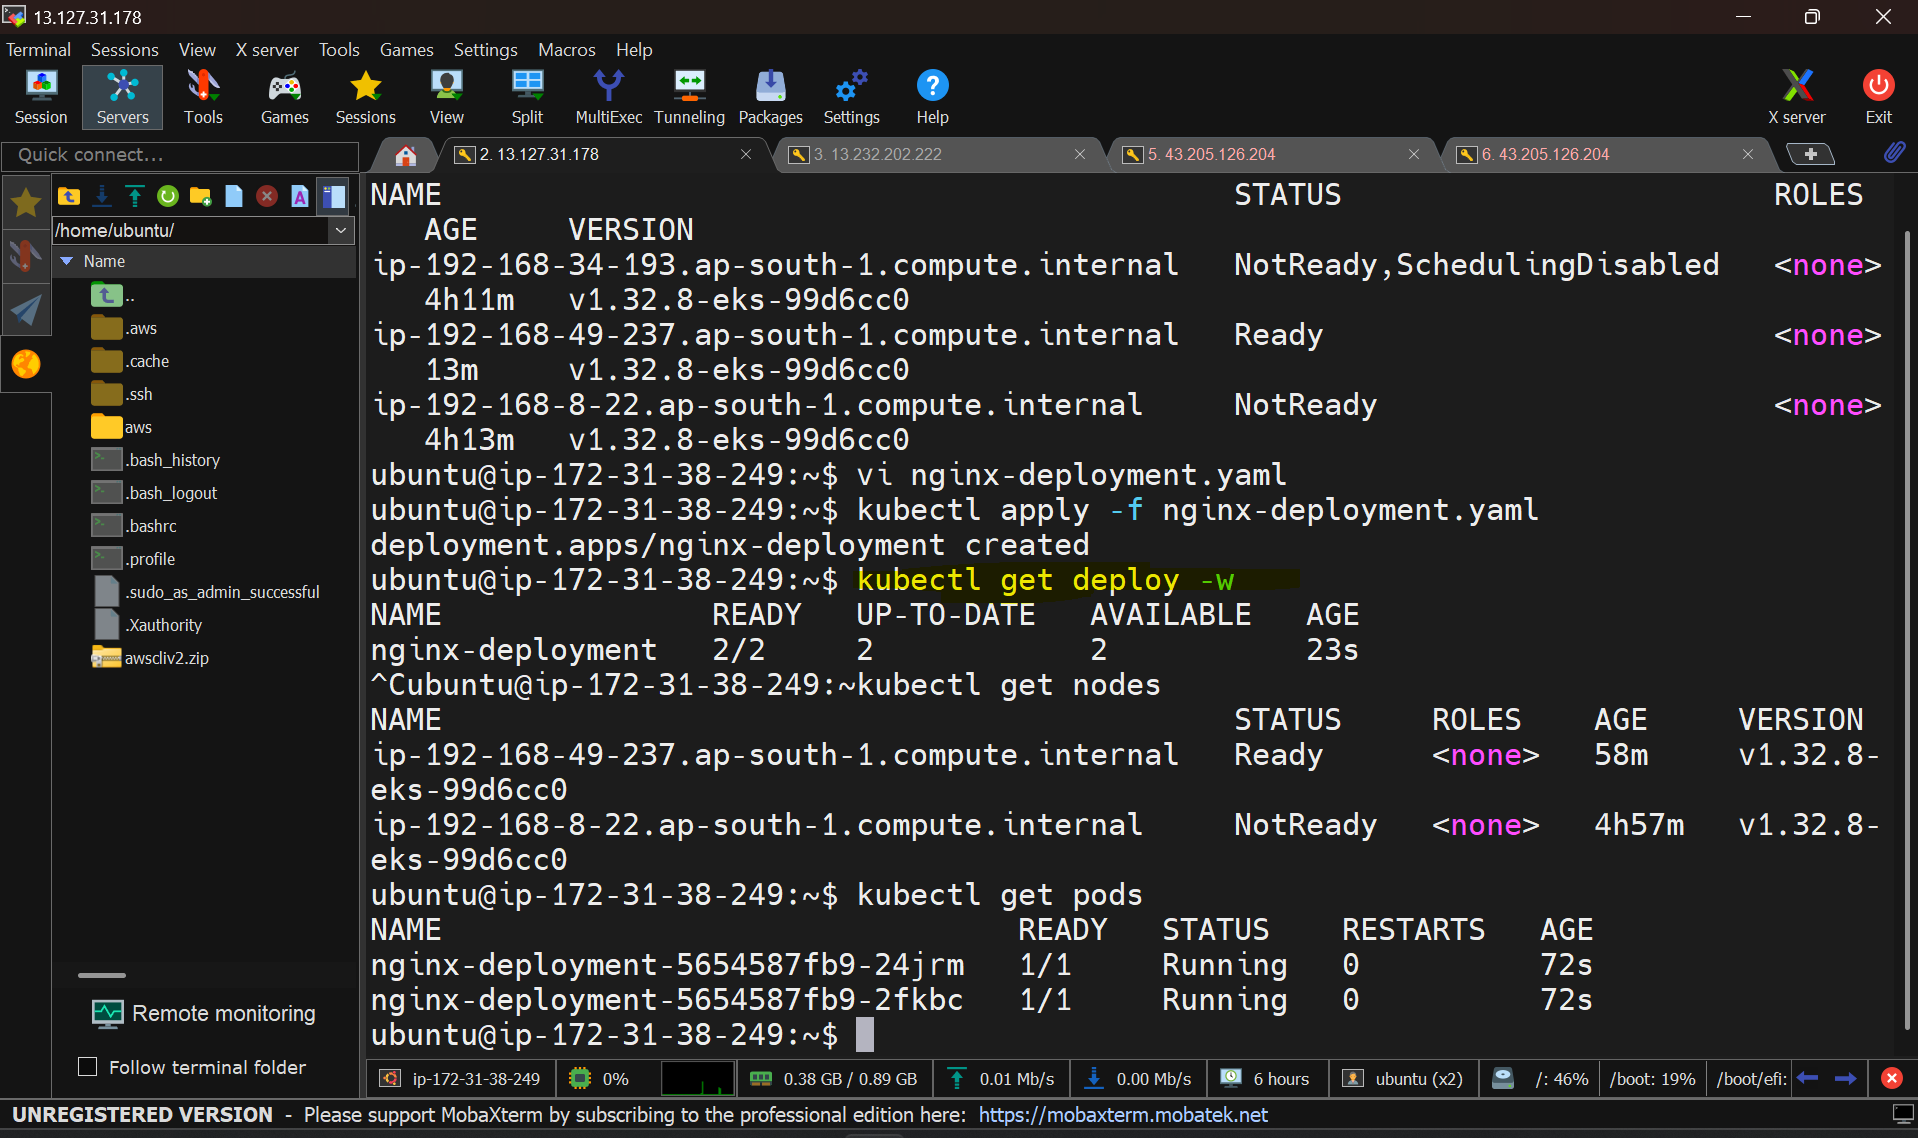 13.127.31.178
Terminal Sessions View X server Tools Games Settings Macros Help
Session Servers Tools Games Sessions View Split MultiExec Tunneling Packages Settings Help X server Exit
Quick connect...
2. 13.127.31.178
3. 13.232.202.222
5. 43.205.126.204
6. 43.205.126.204
/home/ubuntu/
Name
..
.aws
.cache
.ssh
aws
.bash_history
.bash_logout
.bashrc
.profile
.sudo_as_admin_successful
.Xauthority
awscliv2.zip
Remote monitoring
Follow terminal folder
NAME STATUS ROLES
AGE VERSION
ip-192-168-34-193.ap-south-1.compute.internal NotReady,SchedulingDisabled <none>
4h11m v1.32.8-eks-99d6cc0
ip-192-168-49-237.ap-south-1.compute.internal Ready <none>
13m v1.32.8-eks-99d6cc0
ip-192-168-8-22.ap-south-1.compute.internal NotReady <none>
4h13m v1.32.8-eks-99d6cc0
ubuntu@ip-172-31-38-249:~$ vi nginx-deployment.yaml
ubuntu@ip-172-31-38-249:~$ kubectl apply -f nginx-deployment.yaml
deployment.apps/nginx-deployment created
ubuntu@ip-172-31-38-249:~$ kubectl get deploy -w
NAME READY UP-TO-DATE AVAILABLE AGE
nginx-deployment 2/2 2 2 23s
^Cubuntu@ip-172-31-38-249:~kubectl get nodes
NAME STATUS ROLES AGE VERSION
ip-192-168-49-237.ap-south-1.compute.internal Ready <none> 58m v1.32.8-
eks-99d6cc0
ip-192-168-8-22.ap-south-1.compute.internal NotReady <none> 4h57m v1.32.8-
eks-99d6cc0
ubuntu@ip-172-31-38-249:~$ kubectl get pods
NAME READY STATUS RESTARTS AGE
nginx-deployment-5654587fb9-24jrm 1/1 Running 0 72s
nginx-deployment-5654587fb9-2fkbc 1/1 Running 0 72s
ubuntu@ip-172-31-38-249:~$
ip-172-31-38-249 0% 0.38 GB / 0.89 GB 0.01 Mb/s 0.00 Mb/s 6 hours ubuntu (x2) /: 46% /boot: 19% /boot/efi:
UNREGISTERED VERSION - Please support MobaXterm by subscribing to the professional edition here: https://mobaxterm.mobatek.net